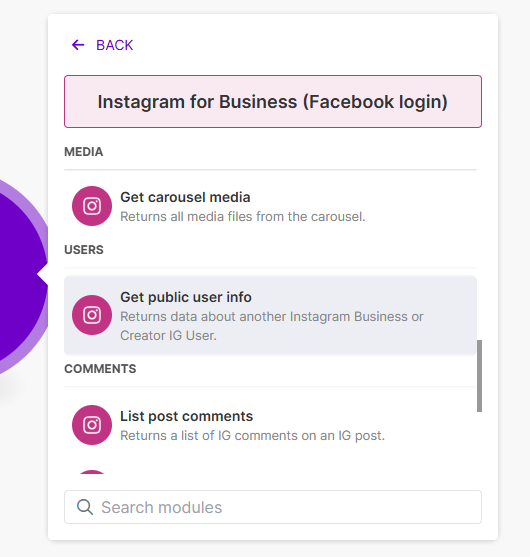 BACK
Instagram for Business (Facebook login)
MEDIA
Get carousel media
Returns all media files from the carousel.
USERS
Get public user info
Returns data about another Instagram Business or
Creator IG User.
COMMENTS
List post comments
Returns a list of IG comments on an IG post.
Search modules